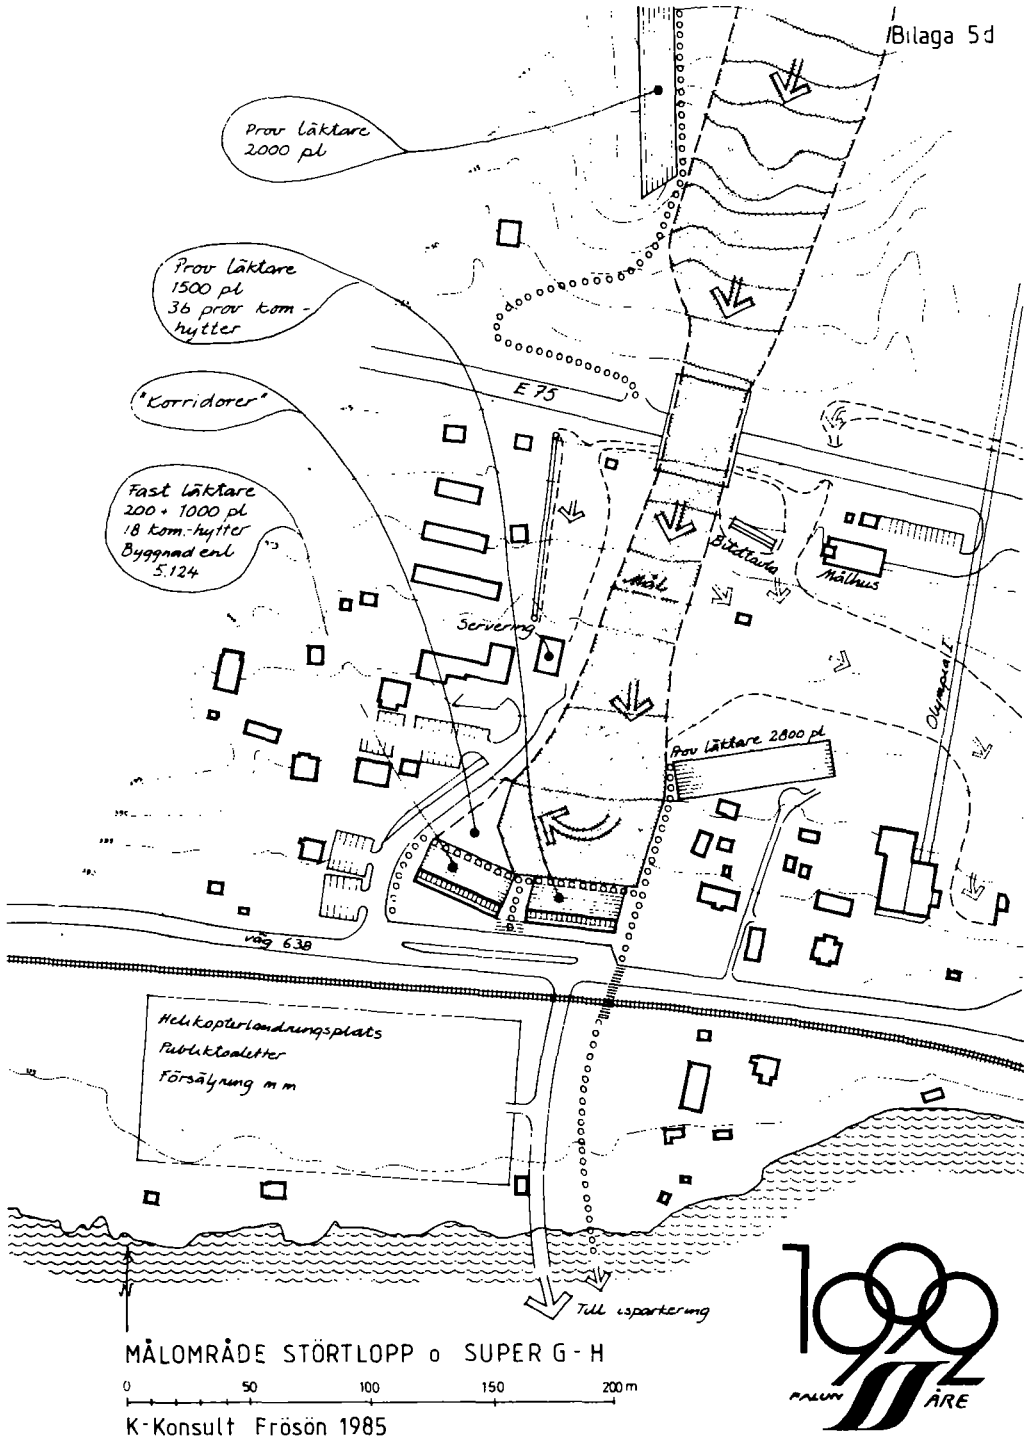 Bilaga 5d
Prov läktare
2000 pl
Prov läktare
1500 pl
36 prov kom-
hytter
E 75
"Korridorer"
Fast läktare
200 + 1000 pl
18 kom.-hytter
Byggnad enl
5.124
Bildtavla
Målhus
Mål
Servering
Olympialift
Prov läktare 2800 pl
väg 638
Helikopterlandningsplats
Publiktoaletter
Försäljning m m
Till isparkering
MÅLOMRÅDE STÖRTLOPP o SUPER G - H
0 50 100 150 200 m
K-Konsult Frösön 1985
1992
FALUN ÅRE